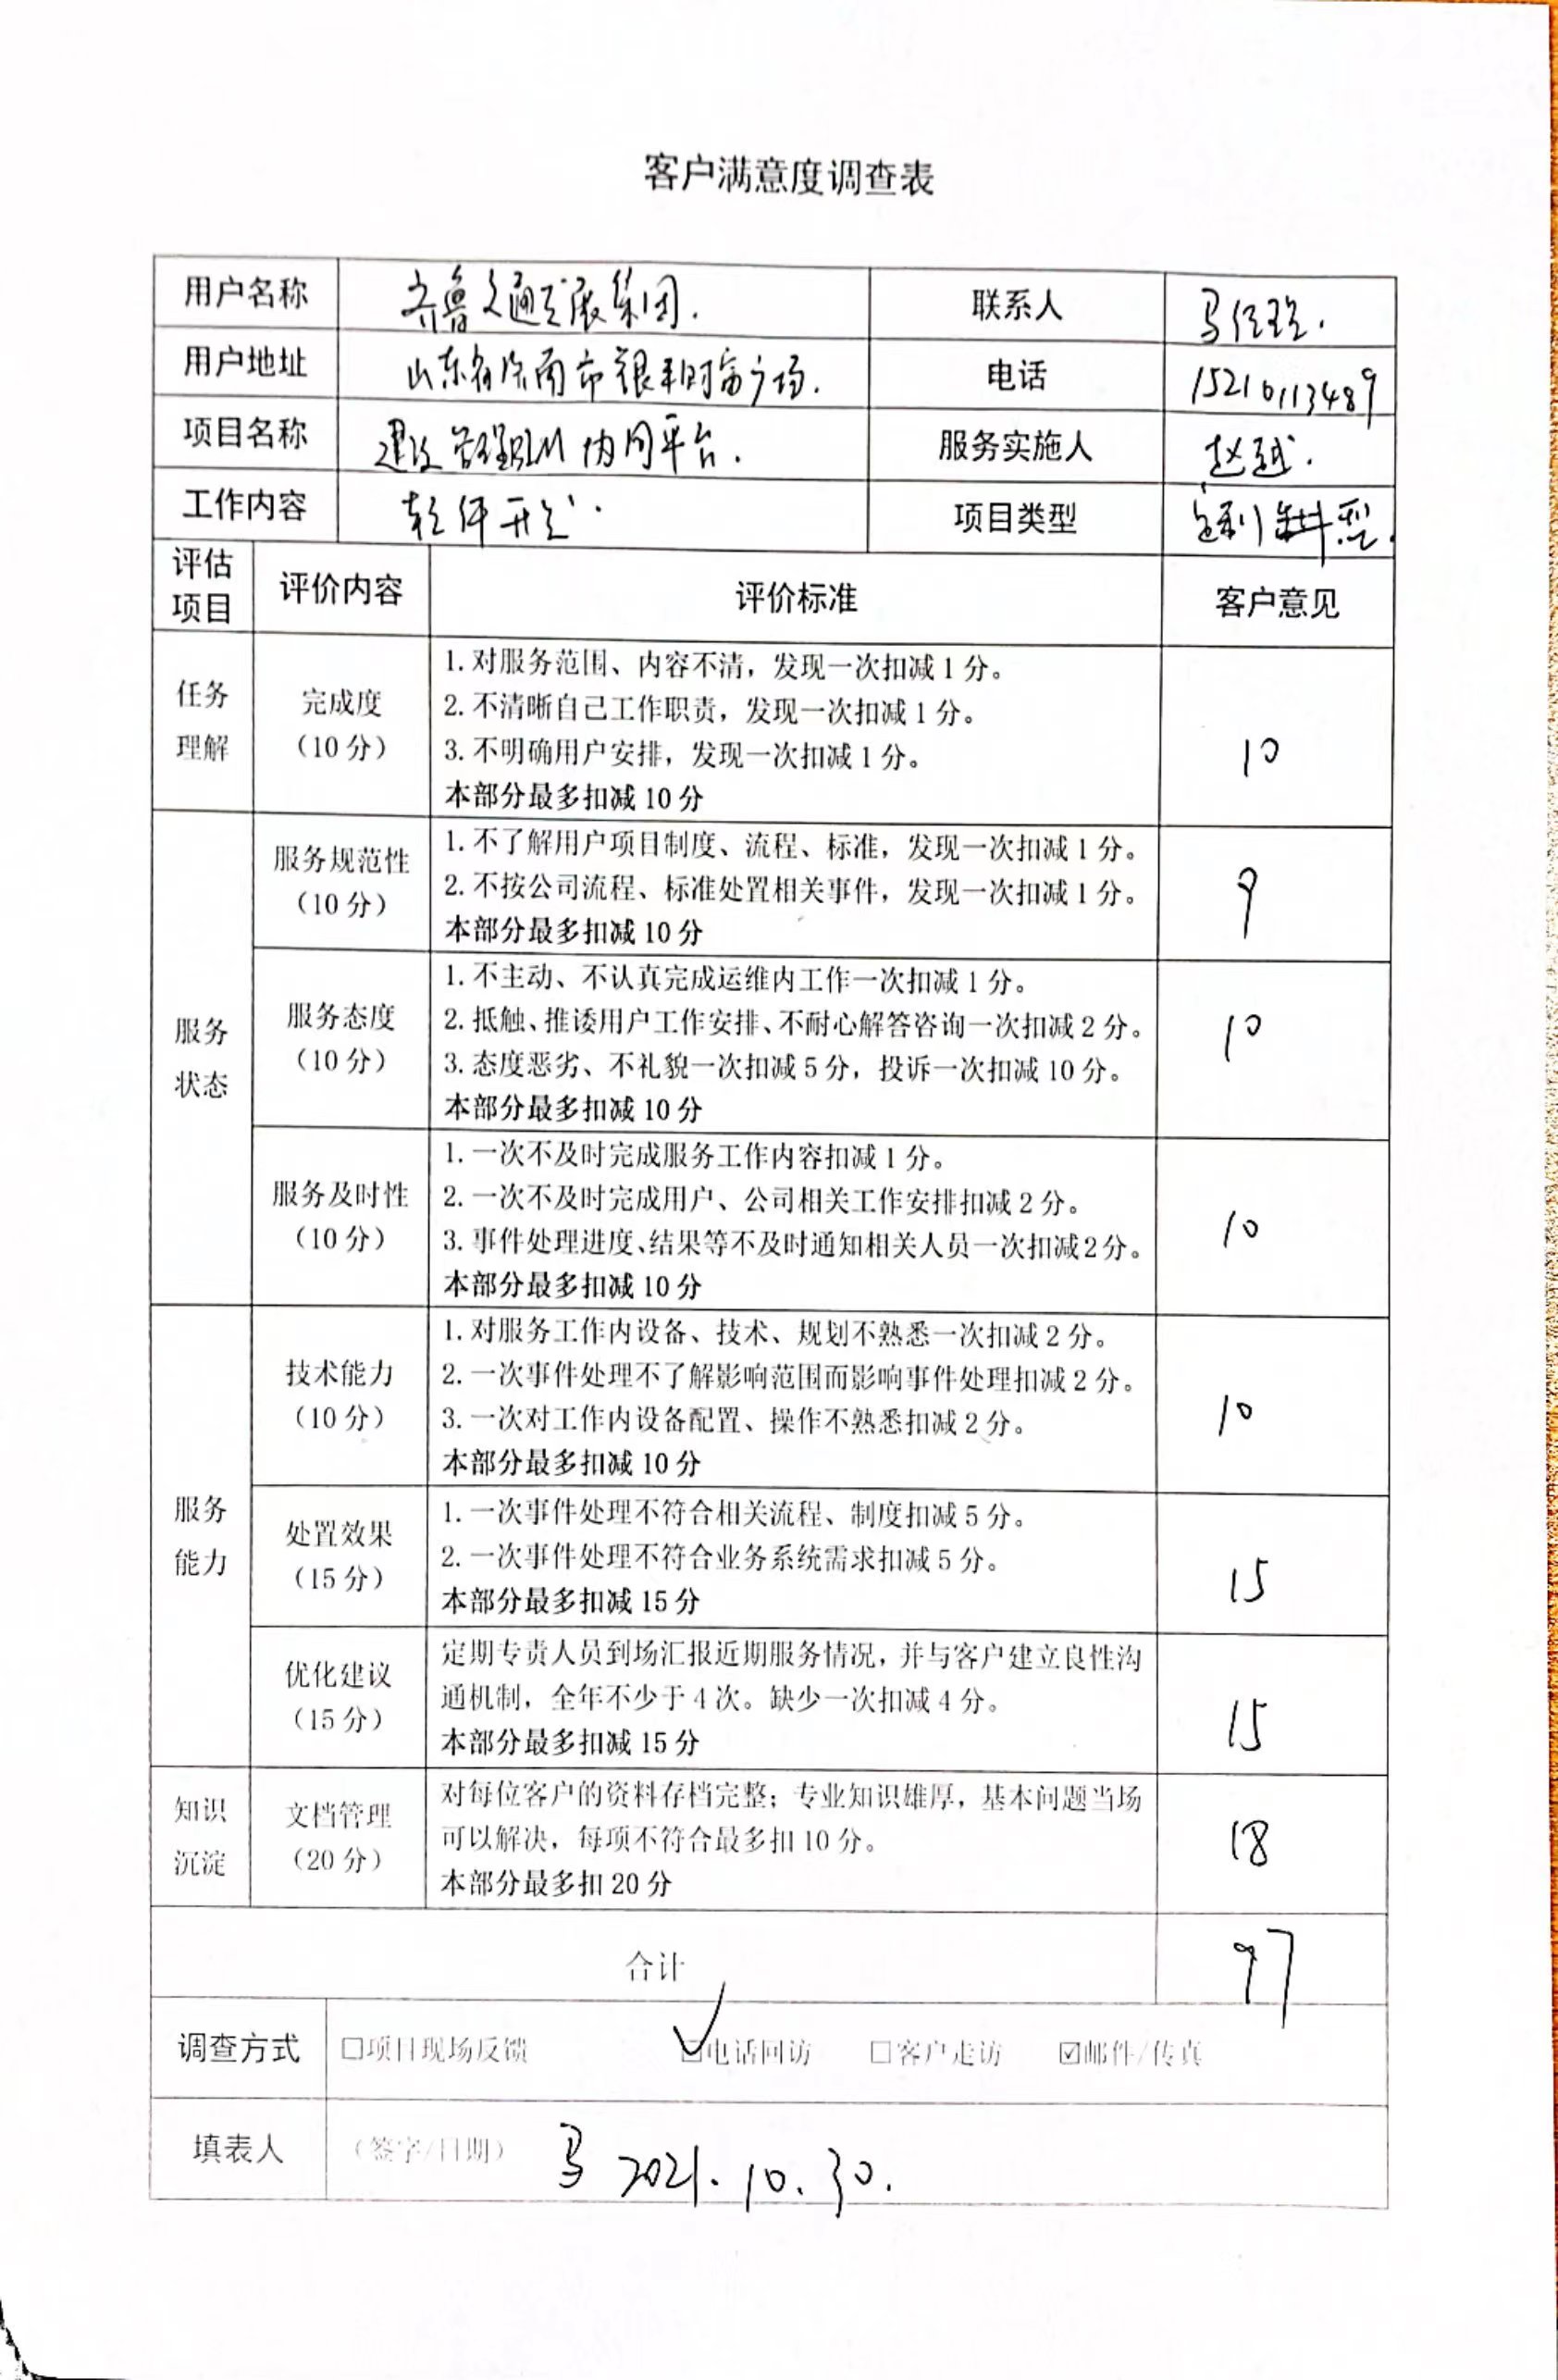 客户满意度调查表
用户名称 齐鲁交通发展集团. 联系人 马经理.
用户地址 山东省济南市银丰财富广场. 电话 15210113489
项目名称 建设管理BIM协同平台. 服务实施人 赵越.
工作内容 软件开发. 项目类型 定制 型.
评估项目 评价内容 评价标准 客户意见
任务理解 完成度（10分）
1.对服务范围、内容不清，发现一次扣减1分。
2.不清晰自己工作职责，发现一次扣减1分。
3.不明确用户安排，发现一次扣减1分。
本部分最多扣减10分
10
服务状态
服务规范性（10分）
1.不了解用户项目制度、流程、标准，发现一次扣减1分。
2.不按公司流程、标准处置相关事件，发现一次扣减1分。
本部分最多扣减10分
9
服务态度（10分）
1.不主动、不认真完成运维内工作一次扣减1分。
2.抵触、推诿用户工作安排、不耐心解答咨询一次扣减2分。
3.态度恶劣、不礼貌一次扣减5分，投诉一次扣减10分。
本部分最多扣减10分
10
服务及时性（10分）
1.一次不及时完成服务工作内容扣减1分。
2.一次不及时完成用户、公司相关工作安排扣减2分。
3.事件处理进度、结果等不及时通知相关人员一次扣减2分。
本部分最多扣减10分
10
服务能力
技术能力（10分）
1.对服务工作内设备、技术、规划不熟悉一次扣减2分。
2.一次事件处理不了解影响范围而影响事件处理扣减2分。
3.一次对工作内设备配置、操作不熟悉扣减2分。
本部分最多扣减10分
10
处置效果（15分）
1.一次事件处理不符合相关流程、制度扣减5分。
2.一次事件处理不符合业务系统需求扣减5分。
本部分最多扣减15分
15
优化建议（15分）
定期专责人员到场汇报近期服务情况，并与客户建立良性沟
通机制，全年不少于4次。缺少一次扣减4分。
本部分最多扣减15分
15
知识沉淀 文档管理（20分）
对每位客户的资料存档完整；专业知识雄厚，基本问题当场
可以解决，每项不符合最多扣10分。
本部分最多扣20分
18
合计 97
调查方式 □项目现场反馈 ☑电话回访 □客户走访 ☑邮件/传真
填表人 （签字/日期） 马 2021.10.30.